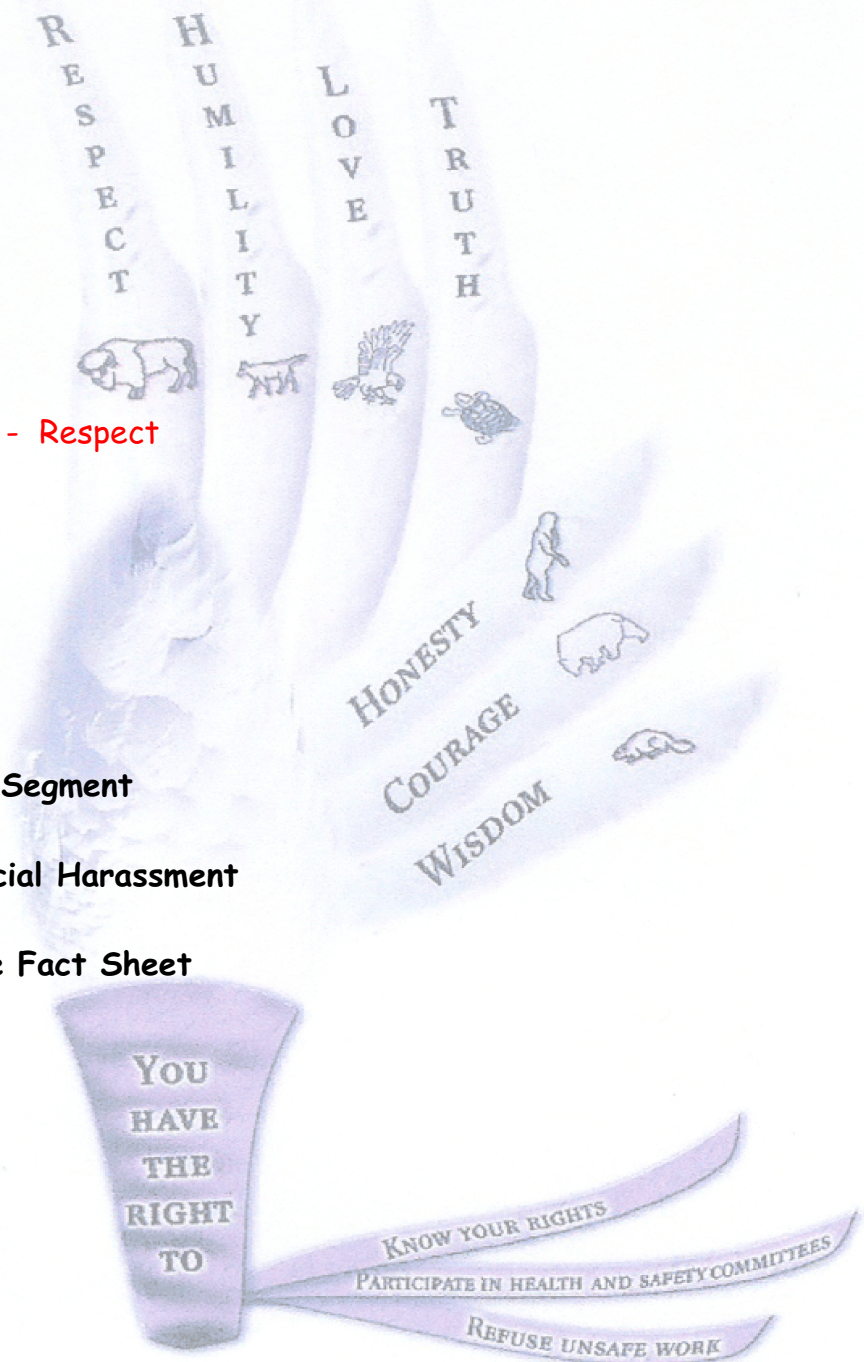 RESPECT
HUMILITY
LOVE
TRUTH
- Respect
HONESTY
COURAGE
WISDOM
Segment
cial Harassment
e Fact Sheet
YOU
HAVE
THE
RIGHT
TO
KNOW YOUR RIGHTS
PARTICIPATE IN HEALTH AND SAFETY COMMITTEES
REFUSE UNSAFE WORK